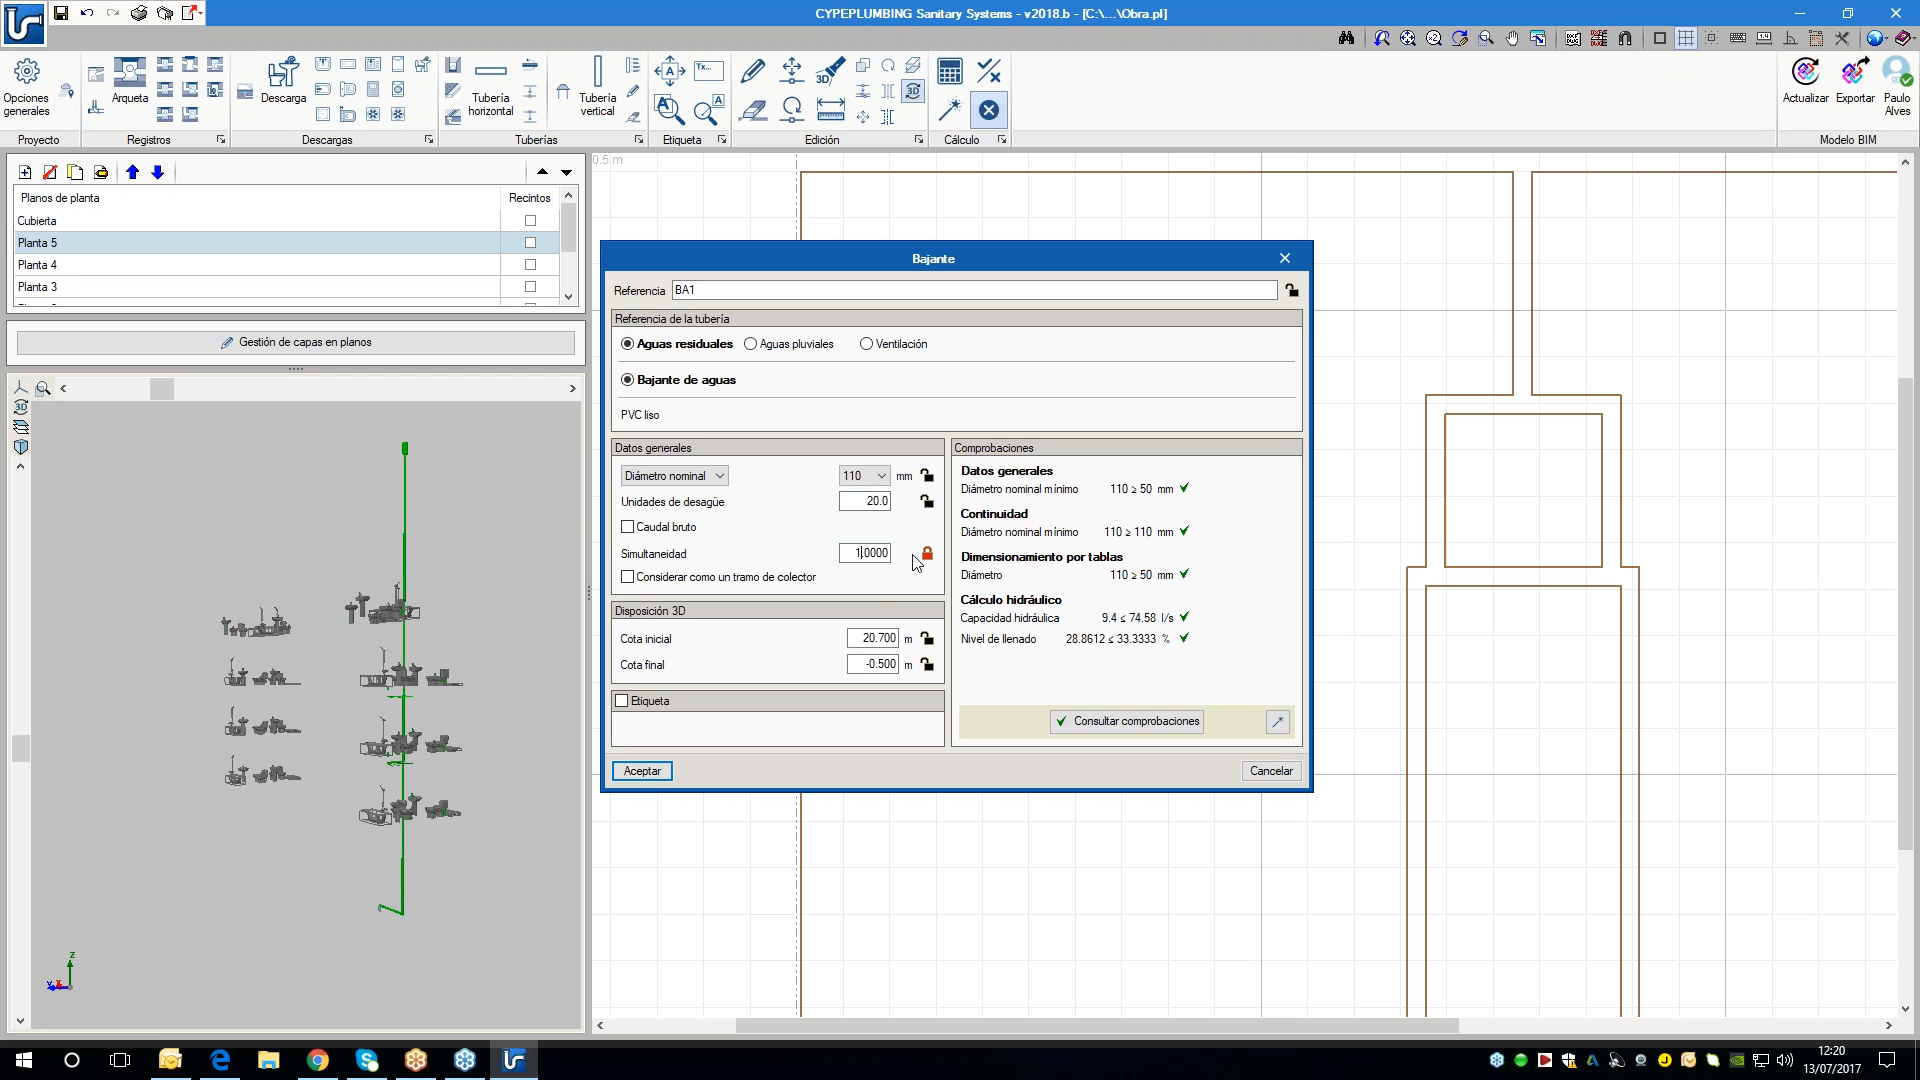 CYPEPLUMBING Sanitary Systems - v2018.b - [C:\...\Obra.pl]
Opciones generales
Arqueta
Descarga
Tubería horizontal
Tubería vertical
Actualizar
Exportar
Paulo Alves
Proyecto
Registros
Descargas
Tuberías
Etiqueta
Edición
Cálculo
Modelo BIM
Planos de planta
Recintos
Cubierta
Planta 5
Planta 4
Planta 3
Gestión de capas en planos
0.5 m
Bajante
Referencia
BA1
Referencia de la tubería
Aguas residuales
Aguas pluviales
Ventilación
Bajante de aguas
PVC liso
Datos generales
Diámetro nominal
110
mm
Unidades de desagüe
20.0
Caudal bruto
Simultaneidad
1.0000
Considerar como un tramo de colector
Disposición 3D
Cota inicial
20.700
m
Cota final
-0.500
m
Etiqueta
Comprobaciones
Datos generales
Diámetro nominal mínimo 110 ≥ 50 mm
Continuidad
Diámetro nominal mínimo 110 ≥ 110 mm
Dimensionamiento por tablas
Diámetro 110 ≥ 50 mm
Cálculo hidráulico
Capacidad hidráulica 9.4 ≤ 74.58 l/s
Nivel de llenado 28.8612 ≤ 33.3333 %
Consultar comprobaciones
Aceptar
Cancelar
12:20
13/07/2017